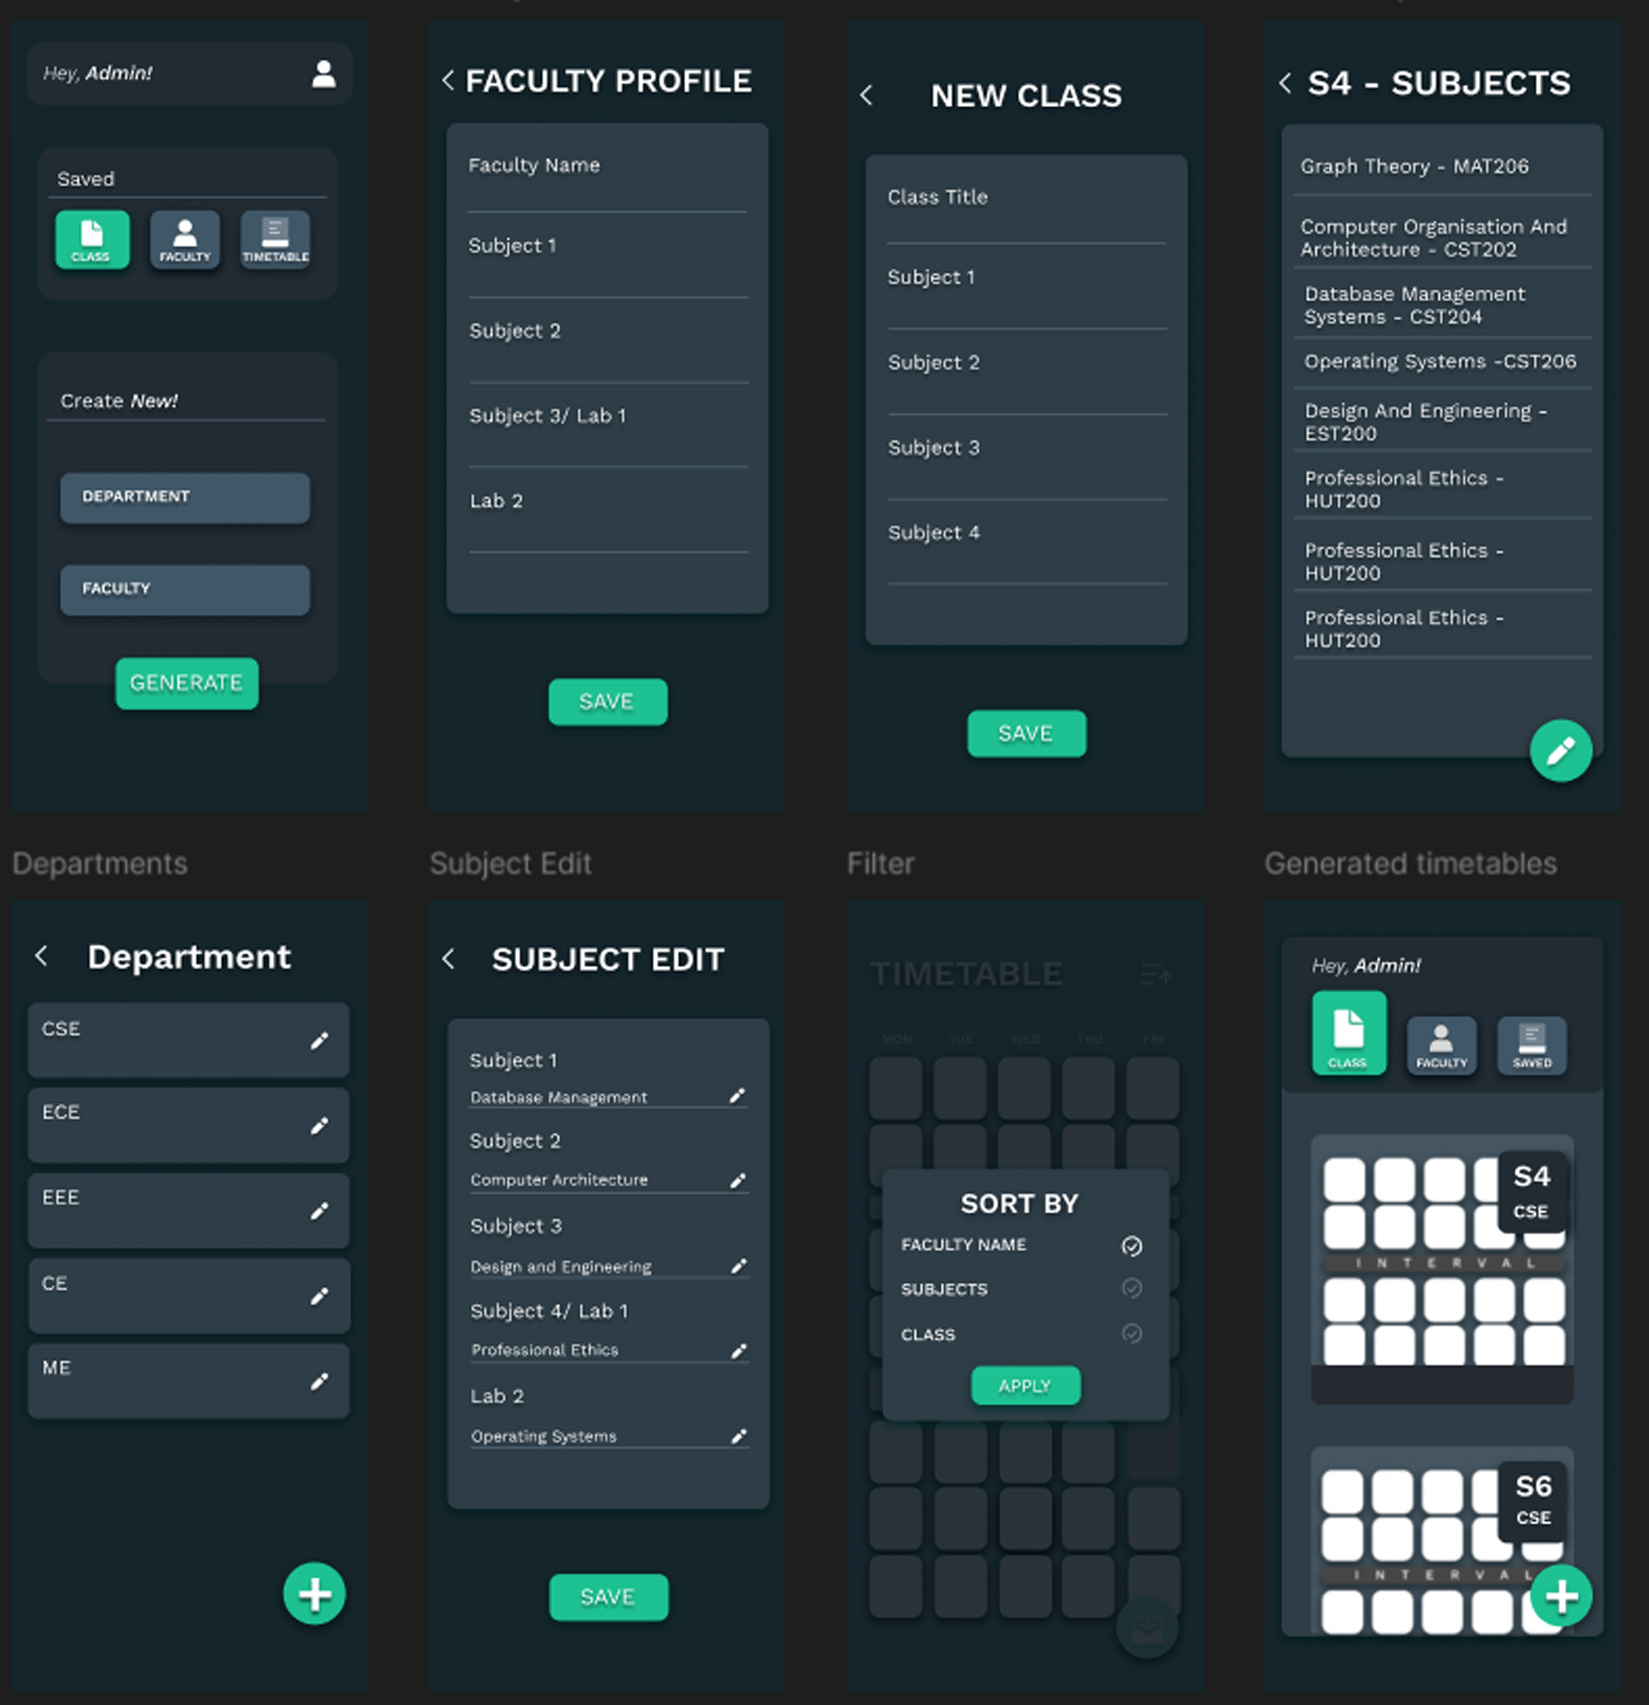 Hey, Admin!
Saved
CLASS
FACULTY
TIMETABLE
Create New!
DEPARTMENT
FACULTY
GENERATE
FACULTY PROFILE
Faculty Name
Subject 1
Subject 2
Subject 3/ Lab 1
Lab 2
SAVE
NEW CLASS
Class Title
Subject 1
Subject 2
Subject 3
Subject 4
SAVE
S4 - SUBJECTS
Graph Theory - MAT206
Computer Organisation And
Architecture - CST202
Database Management
Systems - CST204
Operating Systems -CST206
Design And Engineering -
EST200
Professional Ethics -
HUT200
Professional Ethics -
HUT200
Professional Ethics -
HUT200
Departments
Department
CSE
ECE
EEE
CE
ME
Subject Edit
SUBJECT EDIT
Subject 1
Database Management
Subject 2
Computer Architecture
Subject 3
Design and Engineering
Subject 4/ Lab 1
Professional Ethics
Lab 2
Operating Systems
SAVE
Filter
TIMETABLE
MON TUE WED THU FRI
SORT BY
FACULTY NAME
SUBJECTS
CLASS
APPLY
Generated timetables
Hey, Admin!
CLASS
FACULTY
SAVED
S4
CSE
INTERVAL
S6
CSE
INTERVAL